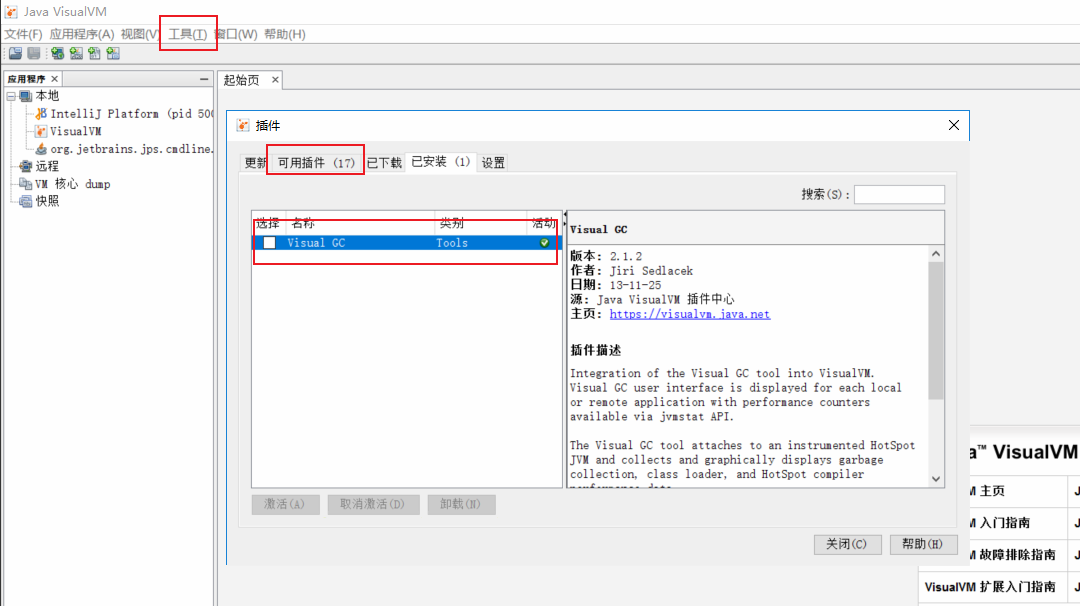 Java VisualVM
文件(F) 应用程序(A) 视图(V) 工具(T) 窗口(W) 帮助(H)
应用程序
起始页
本地
IntelliJ Platform (pid 500
VisualVM
org.jetbrains.jps.cmdline.
远程
VM 核心 dump
快照
插件
更新 可用插件 (17) 已下载 已安装 (1) 设置
搜索(S):
选择 名称 类别 活动
Visual GC Tools
Visual GC
版本: 2.1.2
作者: Jiri Sedlacek
日期: 13-11-25
源: Java VisualVM 插件中心
主页: https://visualvm.java.net
插件描述
Integration of the Visual GC tool into VisualVM.
Visual GC user interface is displayed for each local
or remote application with performance counters
available via jvmstat API.
The Visual GC tool attaches to an instrumented HotSpot
JVM and collects and graphically displays garbage
collection, class loader, and HotSpot compiler
performance data.
激活(A) 取消激活(D) 卸载(N)
关闭(C) 帮助(H)
a™ VisualVM
M 主页
M 入门指南
M 故障排除指南
VisualVM 扩展入门指南